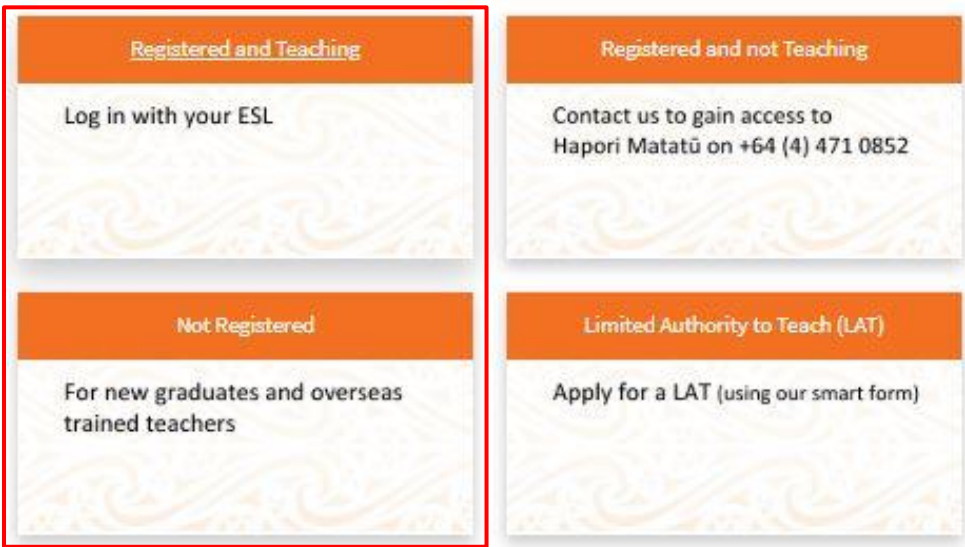 Registered and Teaching
Log in with your ESL
Registered and not Teaching
Contact us to gain access to
Hapori Matatū on +64 (4) 471 0852
Not Registered
For new graduates and overseas
trained teachers
Limited Authority to Teach (LAT)
Apply for a LAT (using our smart form)